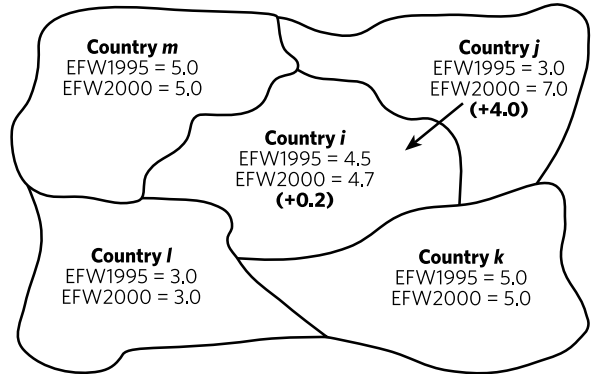 Country m
EFW1995 = 5.0
EFW2000 = 5.0
Country j
EFW1995 = 3.0
EFW2000 = 7.0
(+4.0)
Country i
EFW1995 = 4.5
EFW2000 = 4.7
(+0.2)
Country l
EFW1995 = 3.0
EFW2000 = 3.0
Country k
EFW1995 = 5.0
EFW2000 = 5.0